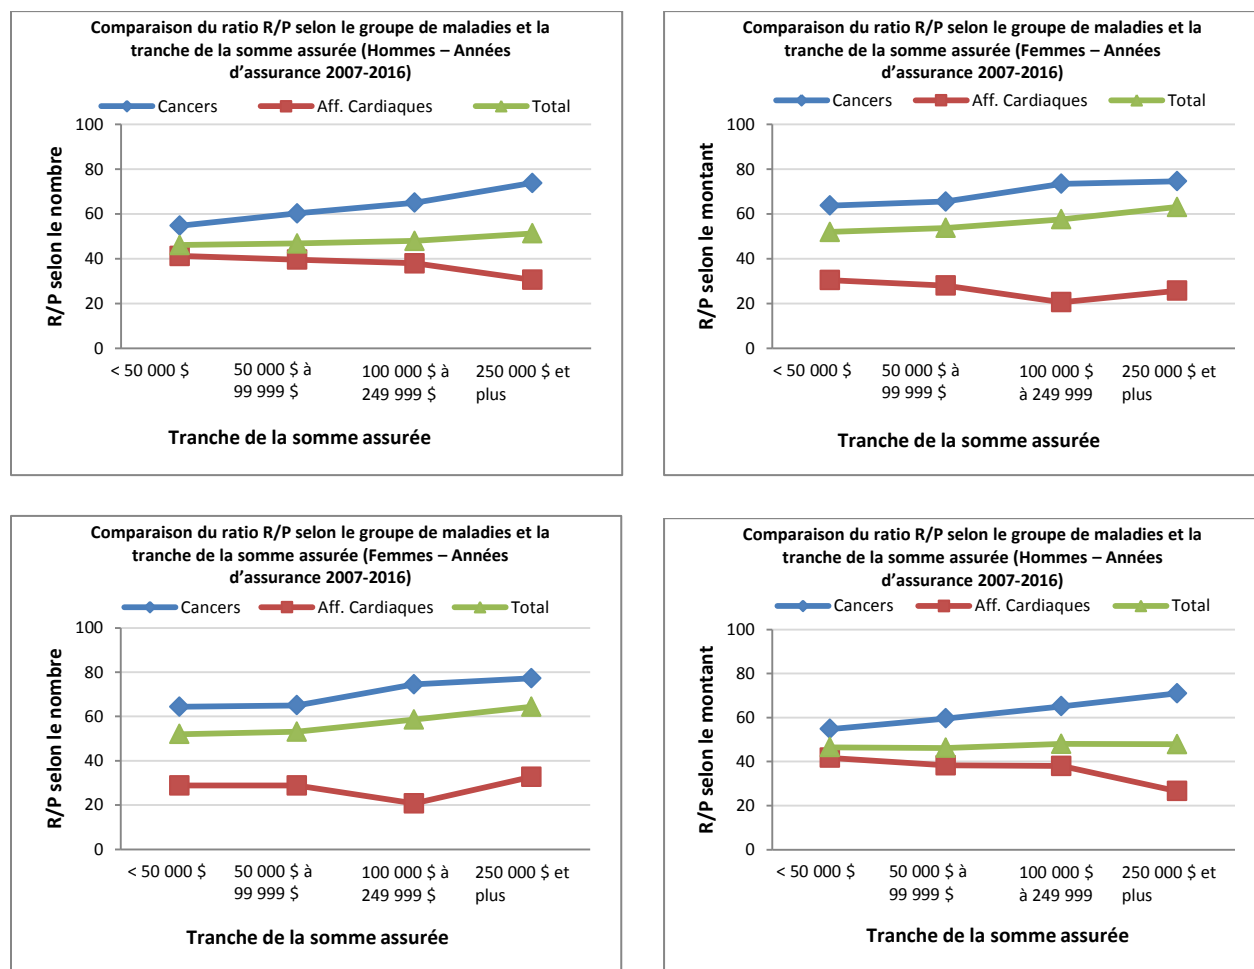 Comparaison du ratio R/P selon le groupe de maladies et la
tranche de la somme assurée (Hommes – Années
d'assurance 2007-2016)
Cancers Aff. Cardiaques Total
R/P selon le nombre
100
80
60
40
20
0
< 50 000 $ 50 000 $ à 100 000 $ à 250 000 $ et
99 999 $ 249 999 $ plus
Tranche de la somme assurée
Comparaison du ratio R/P selon le groupe de maladies et la
tranche de la somme assurée (Femmes – Années
d'assurance 2007-2016)
Cancers Aff. Cardiaques Total
R/P selon le montant
100
80
60
40
20
0
< 50 000 $ 50 000 $ à 100 000 $ 250 000 $ et
99 999 $ à 249 999 plus
Tranche de la somme assurée
Comparaison du ratio R/P selon le groupe de maladies et la
tranche de la somme assurée (Femmes – Années
d'assurance 2007-2016)
Cancers Aff. Cardiaques Total
R/P selon le nombre
100
80
60
40
20
0
< 50 000 $ 50 000 $ à 100 000 $ à 250 000 $ et
99 999 $ 249 999 $ plus
Tranche de la somme assurée
Comparaison du ratio R/P selon le groupe de maladies et la
tranche de la somme assurée (Hommes – Années
d'assurance 2007-2016)
Cancers Aff. Cardiaques Total
R/P selon le montant
100
80
60
40
20
0
< 50 000 $ 50 000 $ à 100 000 $ 250 000 $ et
99 999 $ à 249 999 plus
Tranche de la somme assurée